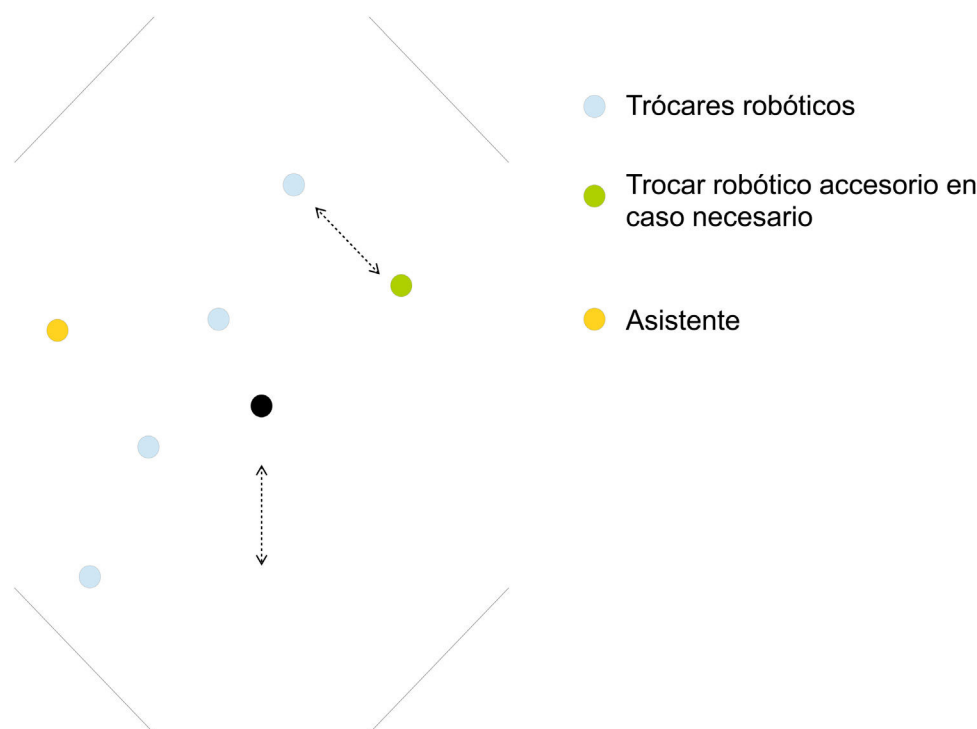 Trócares robóticos
Trocar robótico accesorio en
caso necesario
Asistente